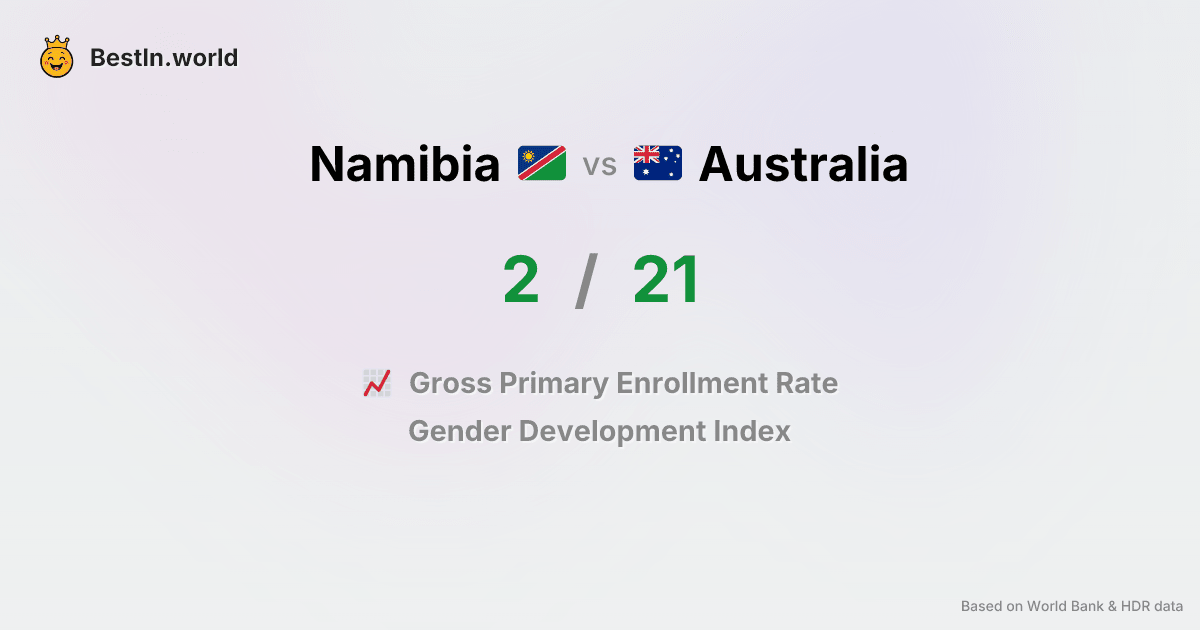 BestIn.world
Namibia vs Australia
2 / 21
Gross Primary Enrollment Rate
Gender Development Index
Based on World Bank & HDR data